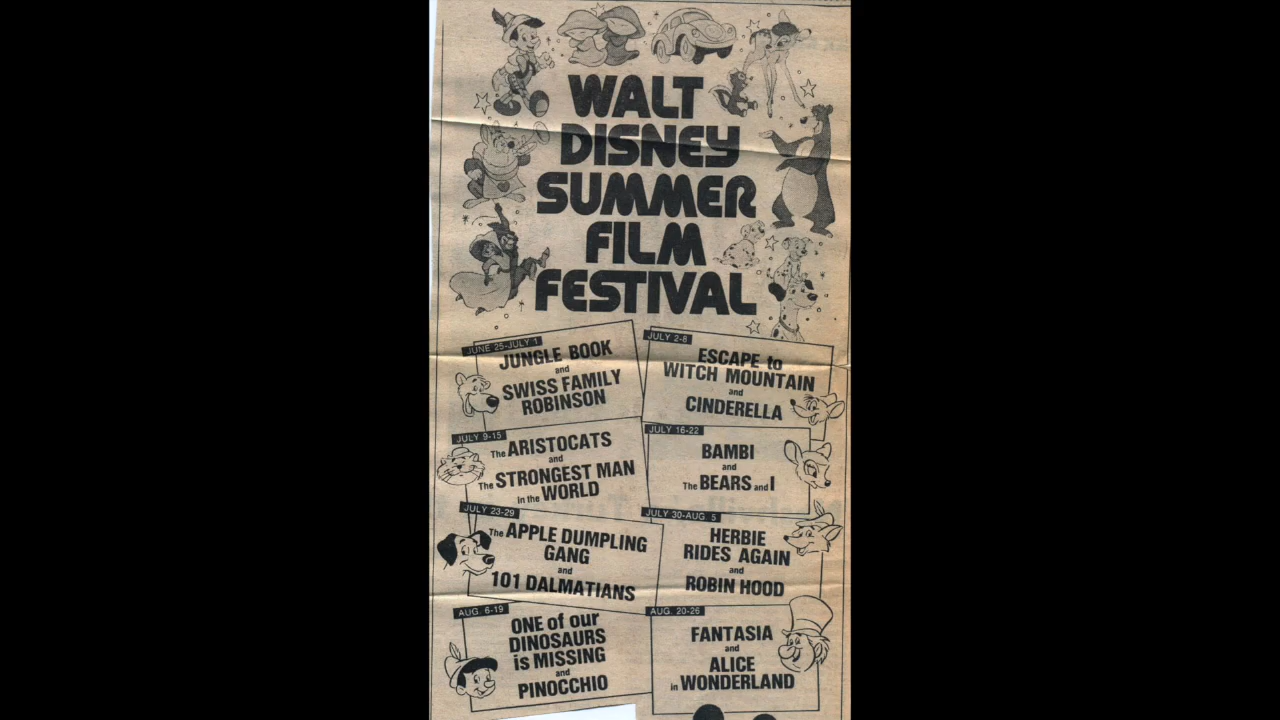 WALT
DISNEY
SUMMER
FILM
FESTIVAL
JUNE 25-JULY 1
JUNGLE BOOK
and
SWISS FAMILY
ROBINSON
JULY 2-8
ESCAPE to
WITCH MOUNTAIN
and
CINDERELLA
JULY 9-15
The ARISTOCATS
and
The STRONGEST MAN
in the WORLD
JULY 16-22
BAMBI
and
The BEARS and I
JULY 23-29
The APPLE DUMPLING
GANG
and
101 DALMATIANS
JULY 30-AUG. 5
HERBIE
RIDES AGAIN
and
ROBIN HOOD
AUG. 6-19
ONE of our
DINOSAURS
is MISSING
and
PINOCCHIO
AUG. 20-26
FANTASIA
and
ALICE
in WONDERLAND